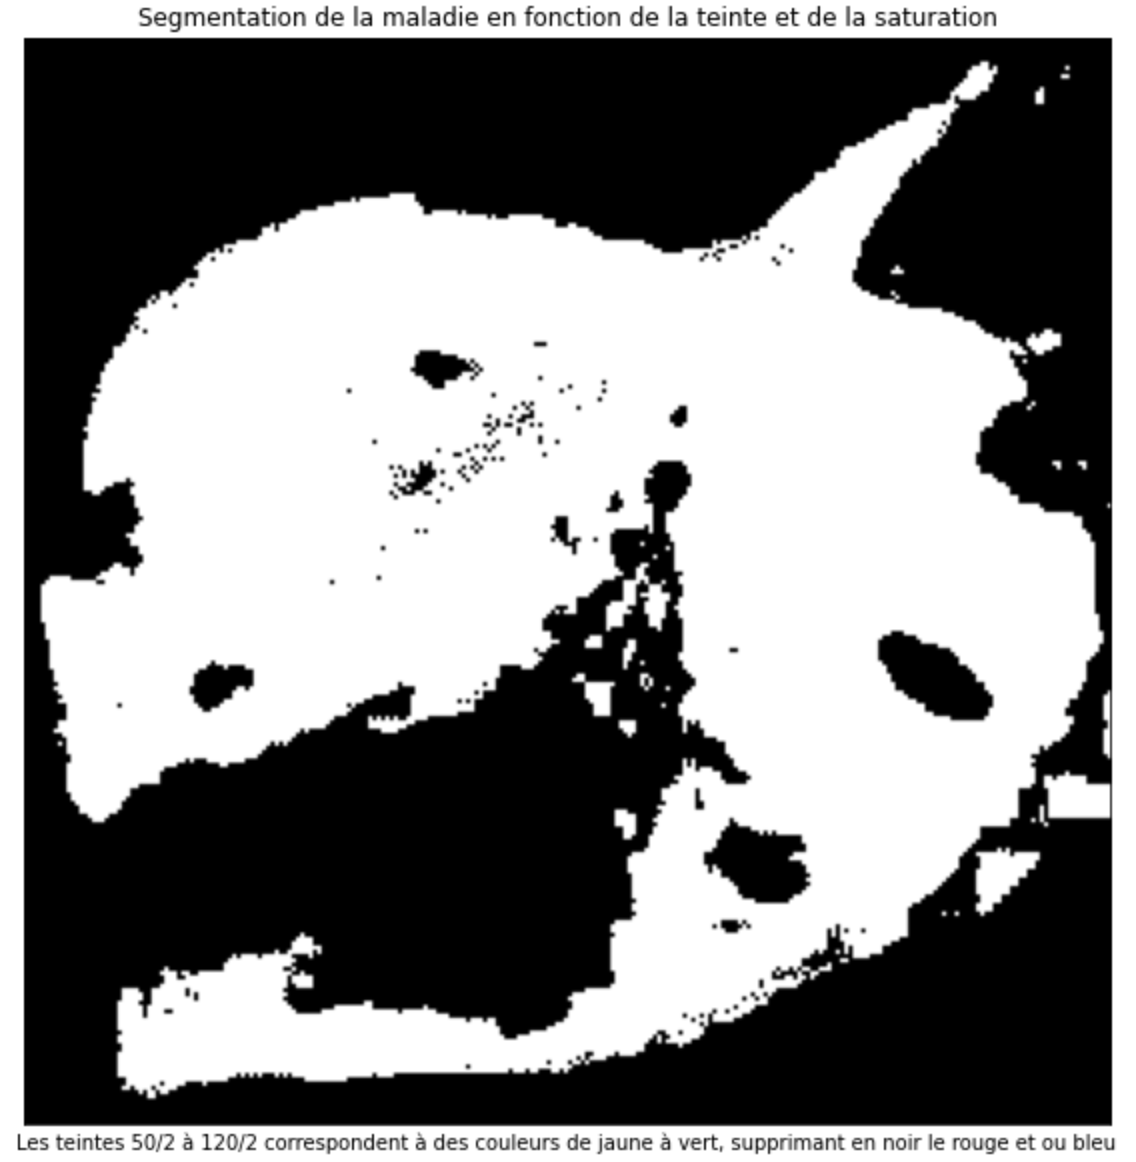 Segmentation de la maladie en fonction de la teinte et de la saturation
Les teintes 50/2 à 120/2 correspondent à des couleurs de jaune à vert, supprimant en noir le rouge et ou bleu